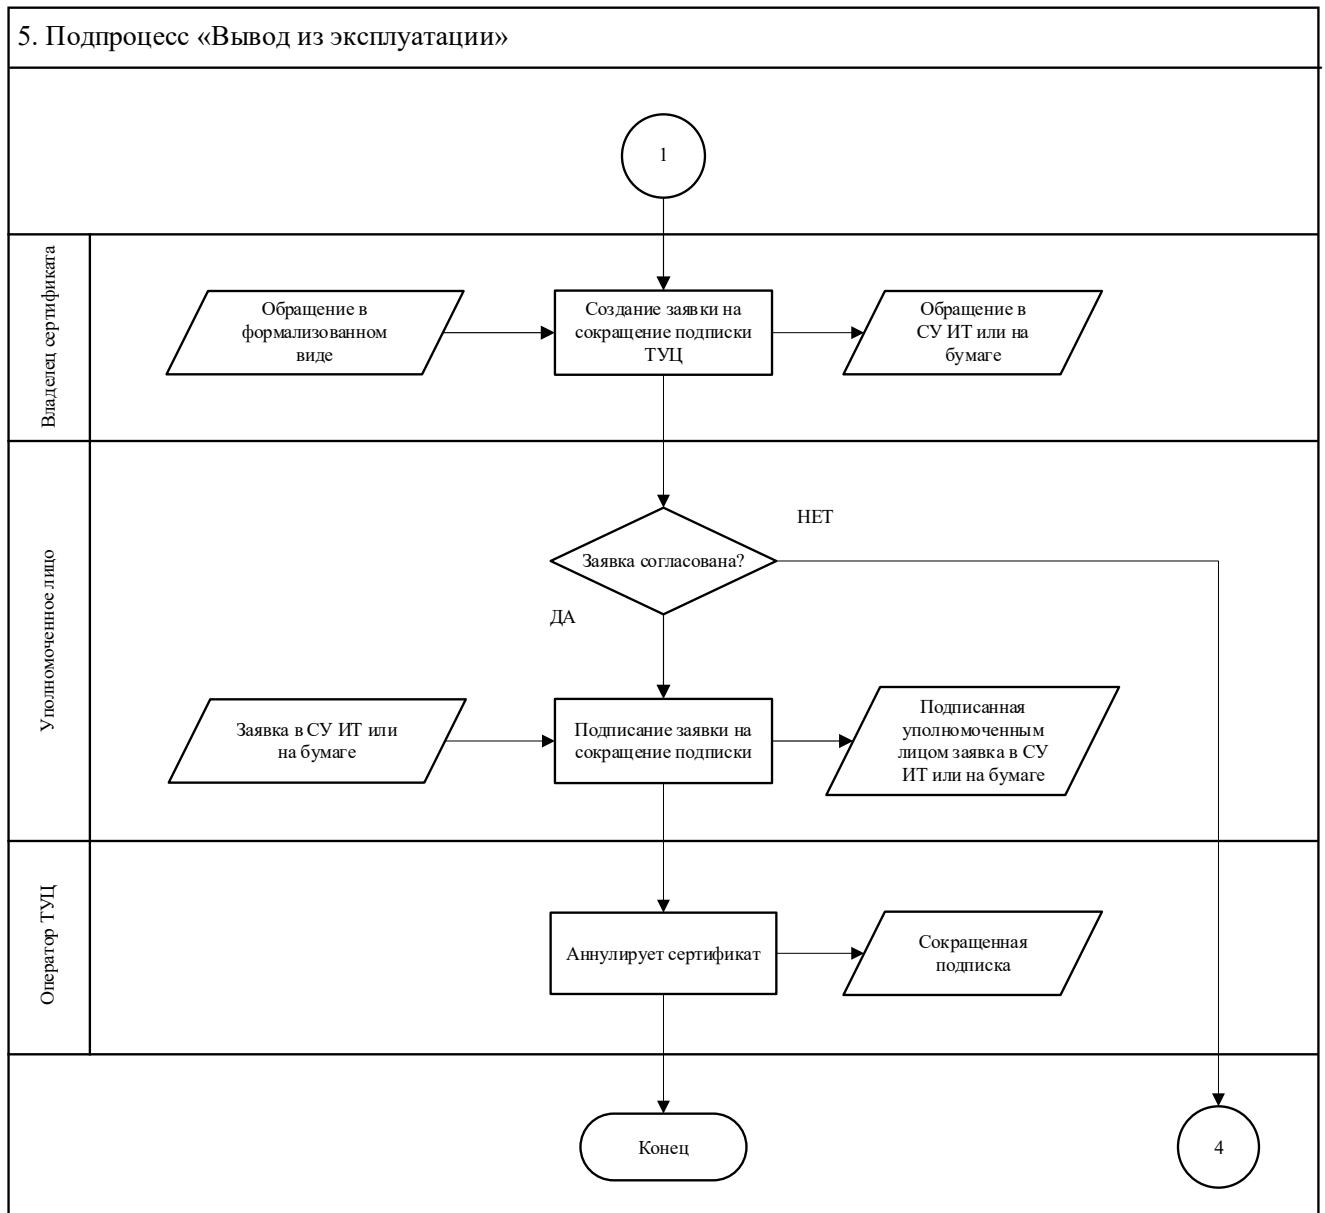 5. Подпроцесс «Вывод из эксплуатации»
1
Владелец сертификата
Обращение в
формализованном
виде
Создание заявки на
сокращение подписки
ТУЦ
Обращение в
СУ ИТ или на
бумаге
Уполномоченное лицо
НЕТ
Заявка согласована?
ДА
Заявка в СУ ИТ или
на бумаге
Подписание заявки на
сокращение подписки
Подписанная
уполномоченным
лицом заявка в СУ
ИТ или на бумаге
Оператор ТУЦ
Аннулирует сертификат
Сокращенная
подписка
Конец
4